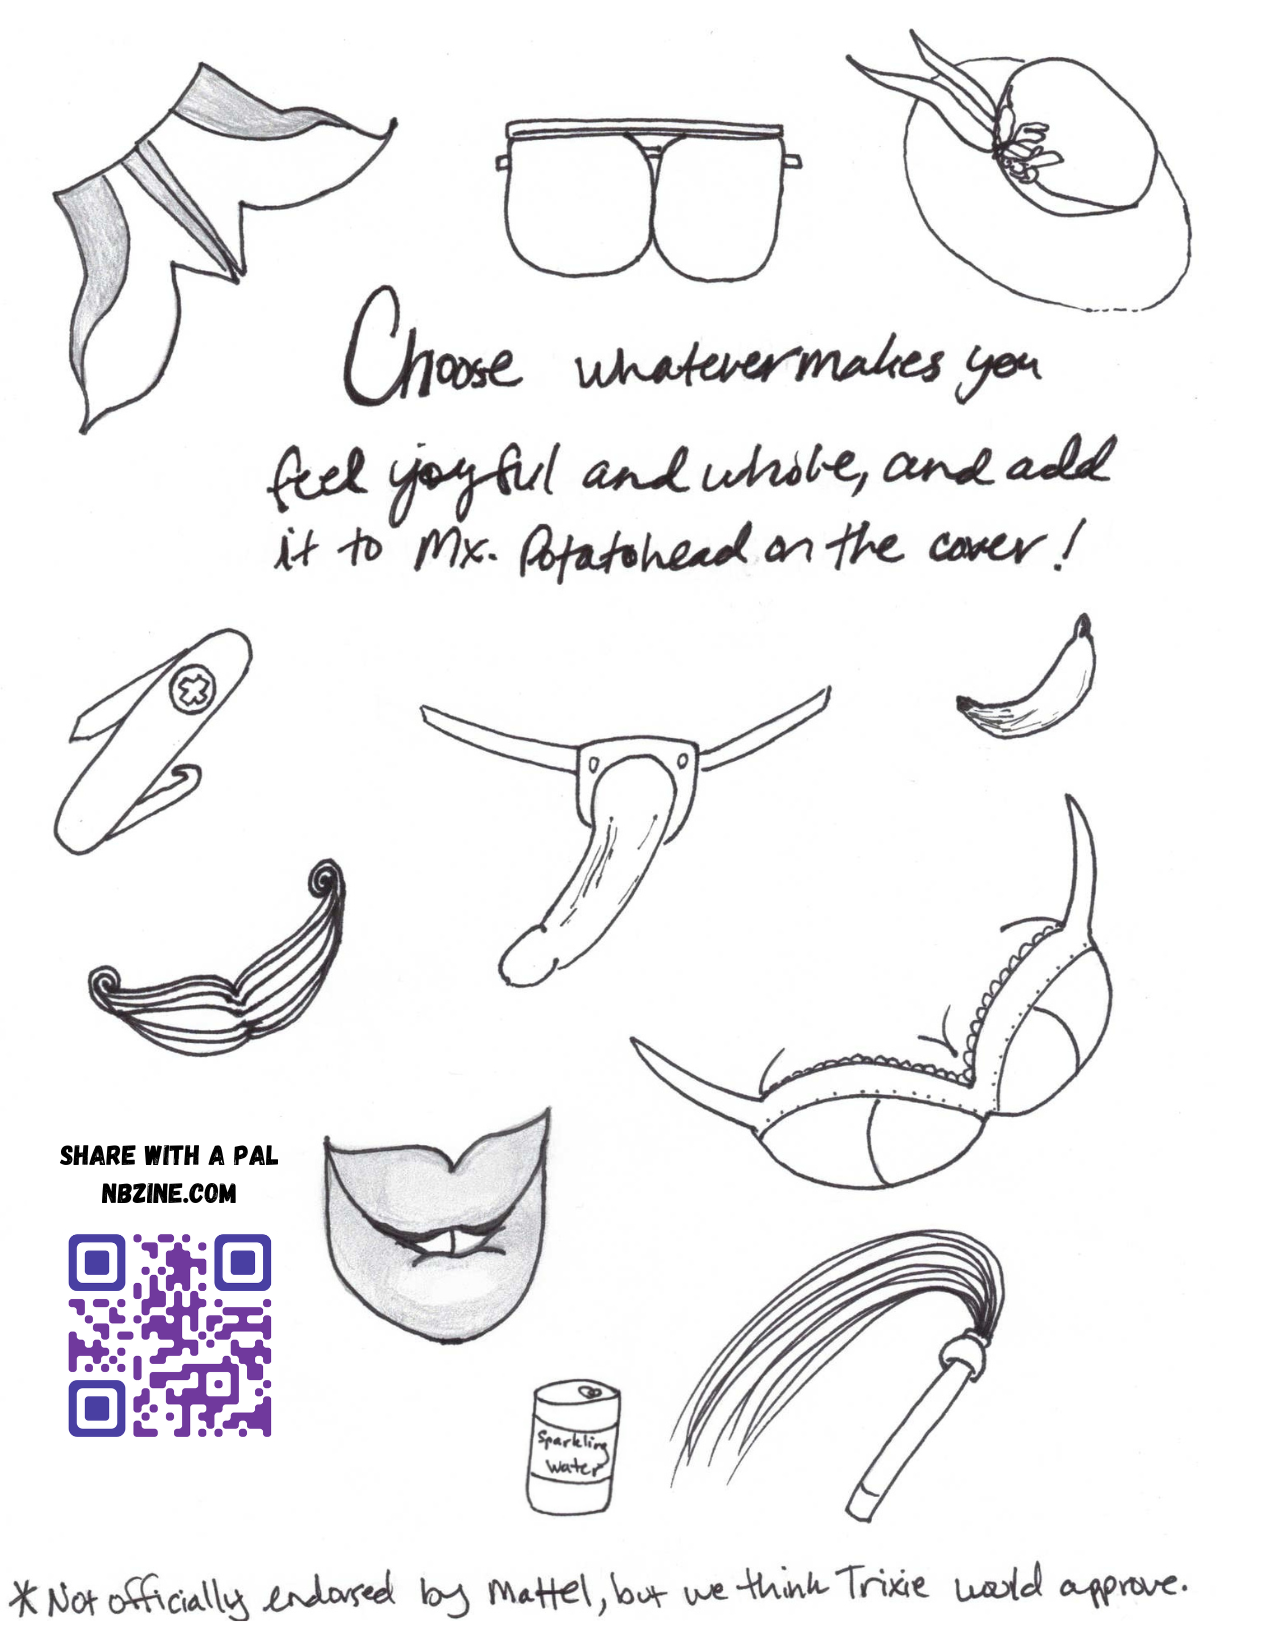 Choose whatever makes you
feel joyful and whole, and add
it to Mx. Potatohead on the cover!
SHARE WITH A PAL
NBZINE.COM
Sparkling
Water
*Not officially endorsed by Mattel, but we think Trixie would approve.